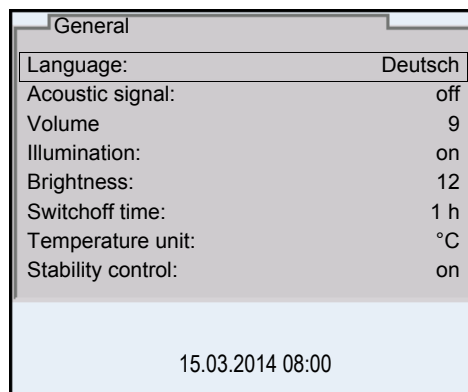 General
Language: Deutsch
Acoustic signal: off
Volume 9
Illumination: on
Brightness: 12
Switchoff time: 1 h
Temperature unit: °C
Stability control: on
15.03.2014 08:00